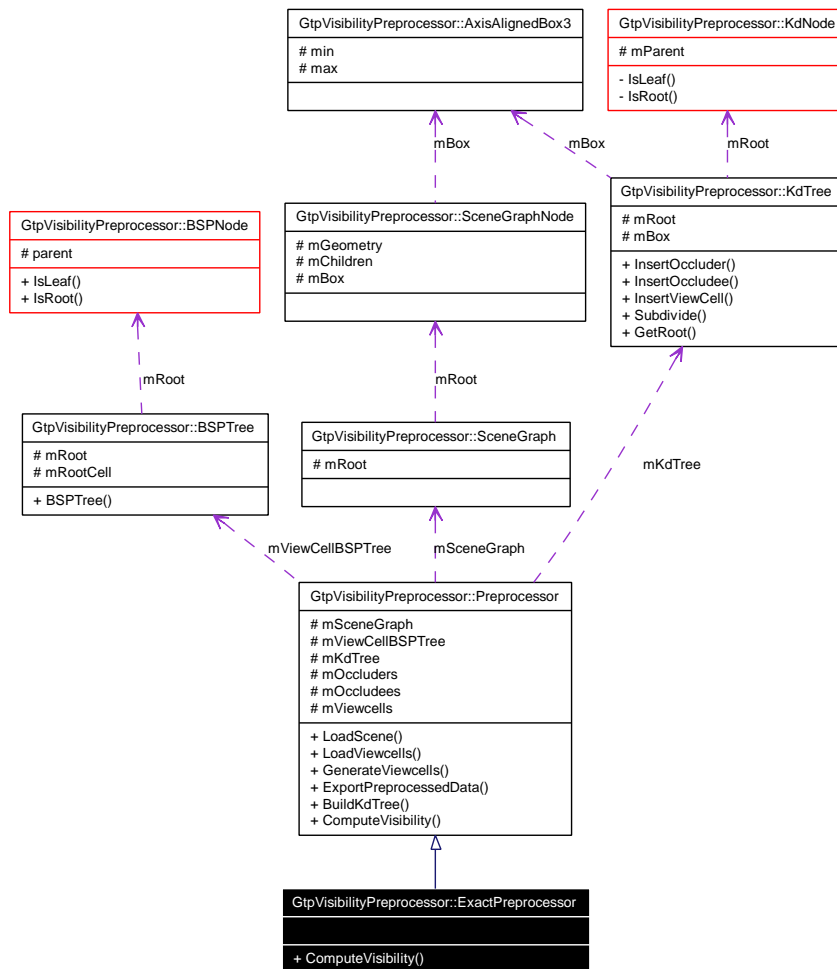 GtpVisibilityPreprocessor::AxisAlignedBox3
# min
# max
GtpVisibilityPreprocessor::KdNode
# mParent
- IsLeaf()
- IsRoot()
mBox
mBox
mRoot
GtpVisibilityPreprocessor::KdTree
# mRoot
# mBox
+ InsertOccluder()
+ InsertOccludee()
+ InsertViewCell()
+ Subdivide()
+ GetRoot()
GtpVisibilityPreprocessor::SceneGraphNode
# mGeometry
# mChildren
# mBox
GtpVisibilityPreprocessor::BSPNode
# parent
+ IsLeaf()
+ IsRoot()
mRoot
mRoot
GtpVisibilityPreprocessor::BSPTree
# mRoot
# mRootCell
+ BSPTree()
GtpVisibilityPreprocessor::SceneGraph
# mRoot
mKdTree
mViewCellBSPTree
mSceneGraph
GtpVisibilityPreprocessor::Preprocessor
# mSceneGraph
# mViewCellBSPTree
# mKdTree
# mOccluders
# mOccludees
# mViewcells
+ LoadScene()
+ LoadViewcells()
+ GenerateViewcells()
+ ExportPreprocessedData()
+ BuildKdTree()
+ ComputeVisibility()
GtpVisibilityPreprocessor::ExactPreprocessor
+ ComputeVisibility()